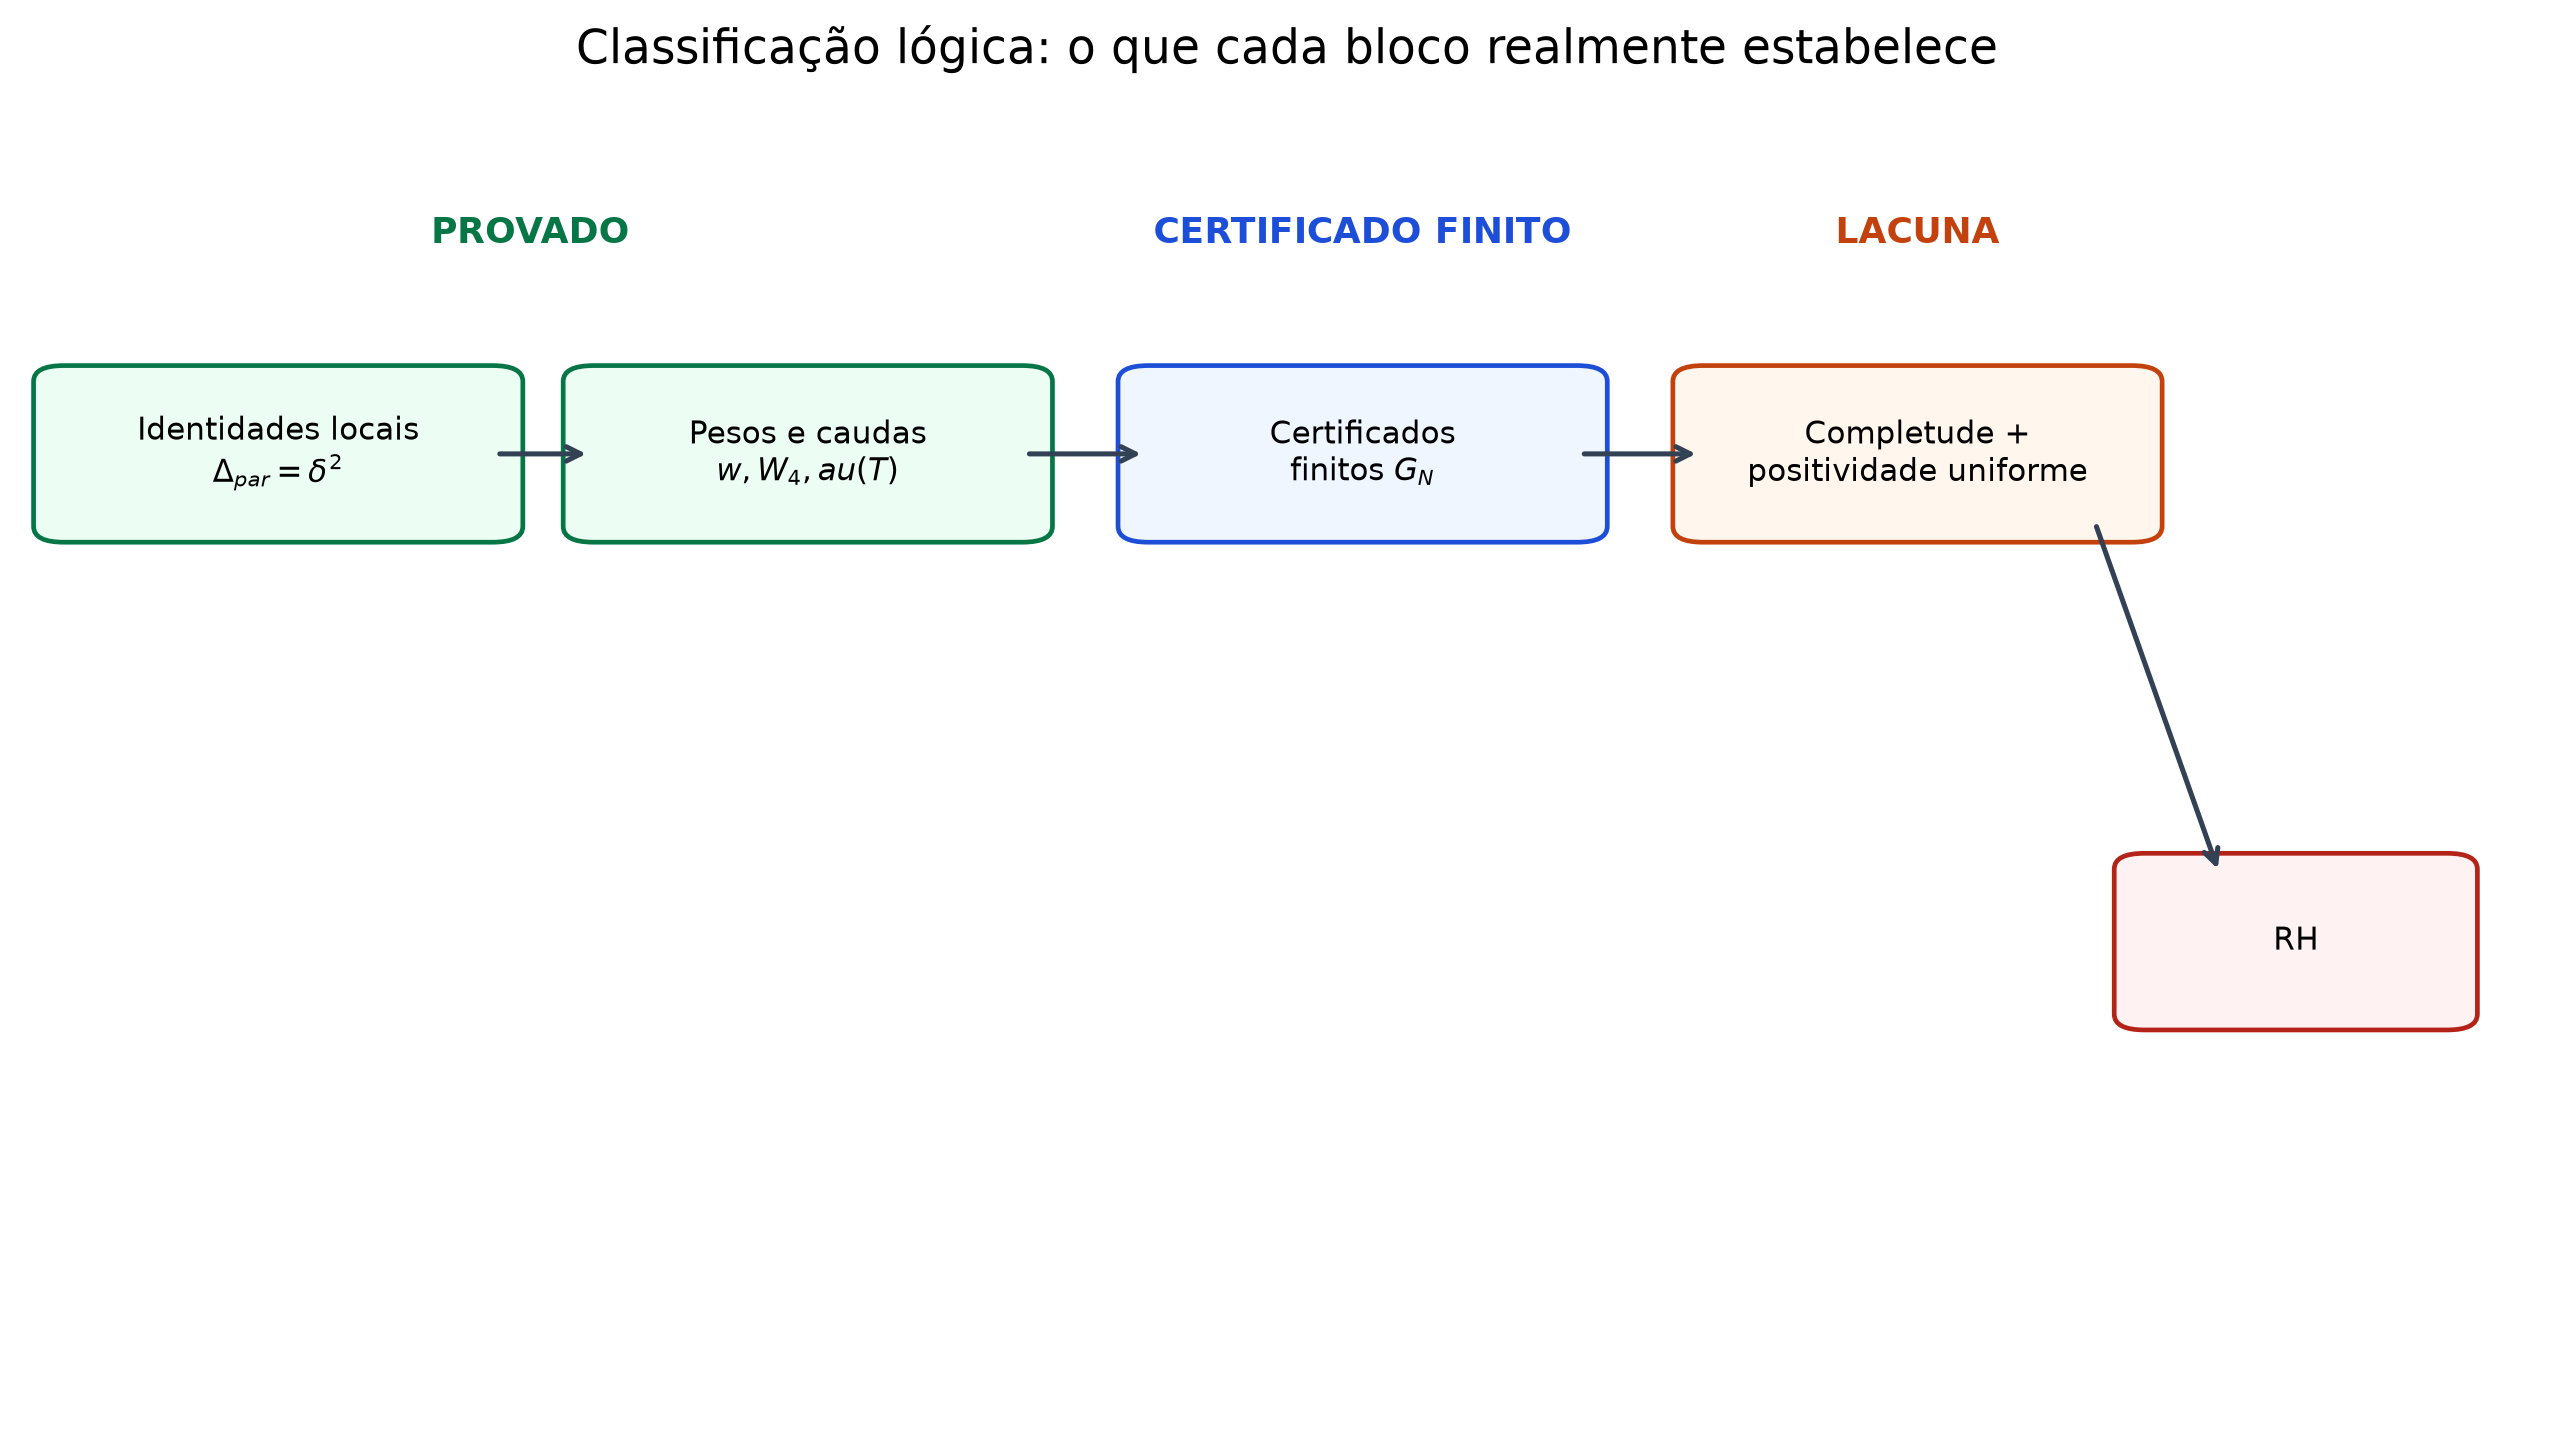 Classificação lógica: o que cada bloco realmente estabelece
PROVADO
CERTIFICADO FINITO
LACUNA
Identidades locais
Δ_par = δ²
Pesos e caudas
w, W₄, au(T)
Certificados
finitos G_N
Completude +
positividade uniforme
RH